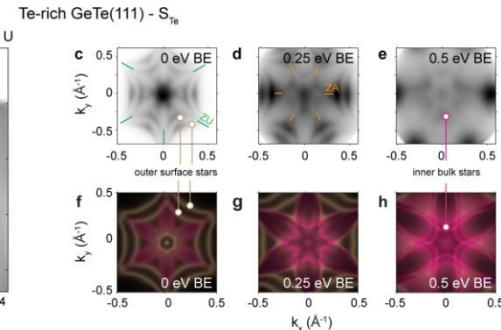 Te-rich GeTe(111) - S_Te
U
c 0 eV BE d 0.25 eV BE e 0.5 eV BE
k_y (Å⁻¹)
0.5
0
-0.5
ZU
ZA
-0.5 0 0.5 -0.5 0 0.5 -0.5 0 0.5
outer surface stars inner bulk stars
f g h
k_y (Å⁻¹)
0.5
0
-0.5
0 eV BE 0.25 eV BE 0.5 eV BE
4
-0.5 0 0.5 -0.5 0 0.5 -0.5 0 0.5
k_x (Å⁻¹)